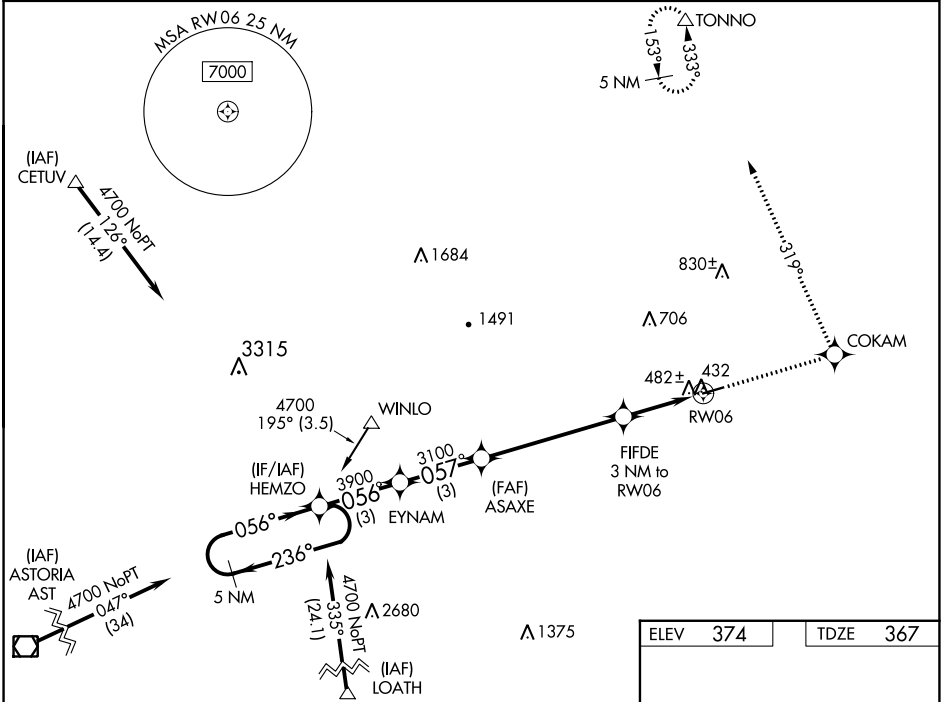 MSA RW06 25 NM
7000
TONNO
153°
333°
5 NM
(IAF)
CETUV
4700 NoPT
126°
(14.4)
1684
830±
319°
1491
706
COKAM
3315
482±
432
RW06
4700
195° (3.5)
WINLO
FIFDE
3 NM to
RW06
(IF/IAF)
HEMZO
3900
056°
(3)
3100
057°
(3)
EYNAM
(FAF)
ASAXE
056°
236°
5 NM
(IAF)
ASTORIA
AST
4700 NoPT
047°
(34)
4700 NoPT
335°
(24.1)
2680
1375
(IAF)
LOATH
ELEV 374
TDZE 367